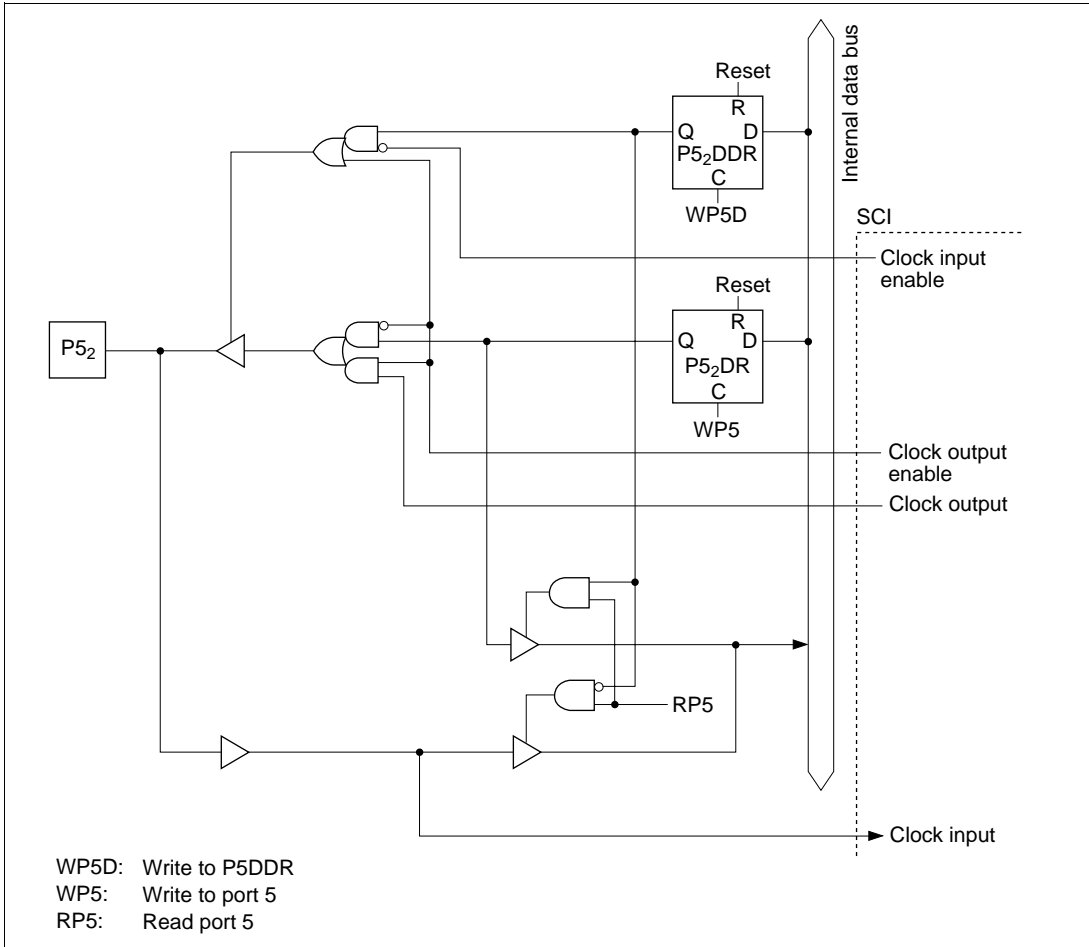 Reset
R
Q D
P5₂DDR
C
WP5D
Internal data bus
SCI
Clock input
enable
Reset
R
Q D
P5₂DR
C
WP5
P5₂
Clock output
enable
Clock output
RP5
Clock input
WP5D: Write to P5DDR
WP5: Write to port 5
RP5: Read port 5